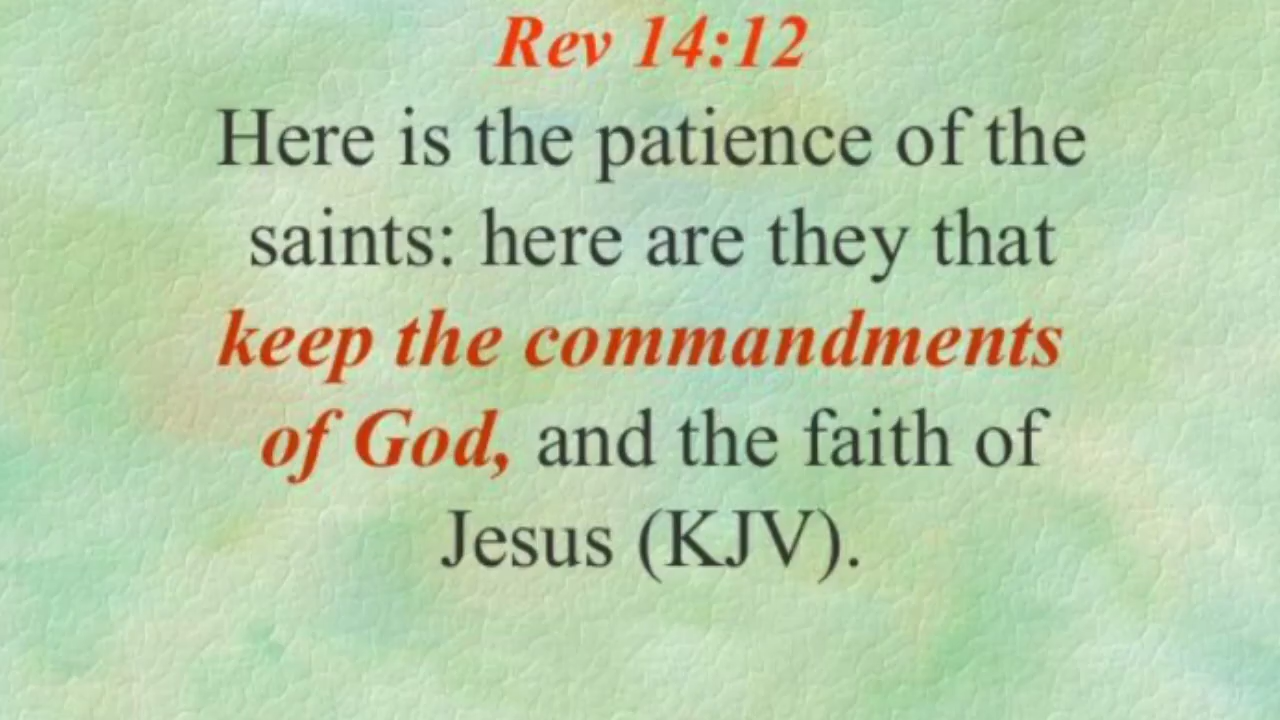 Rev 14:12
Here is the patience of the
saints: here are they that
keep the commandments
of God, and the faith of
Jesus (KJV).